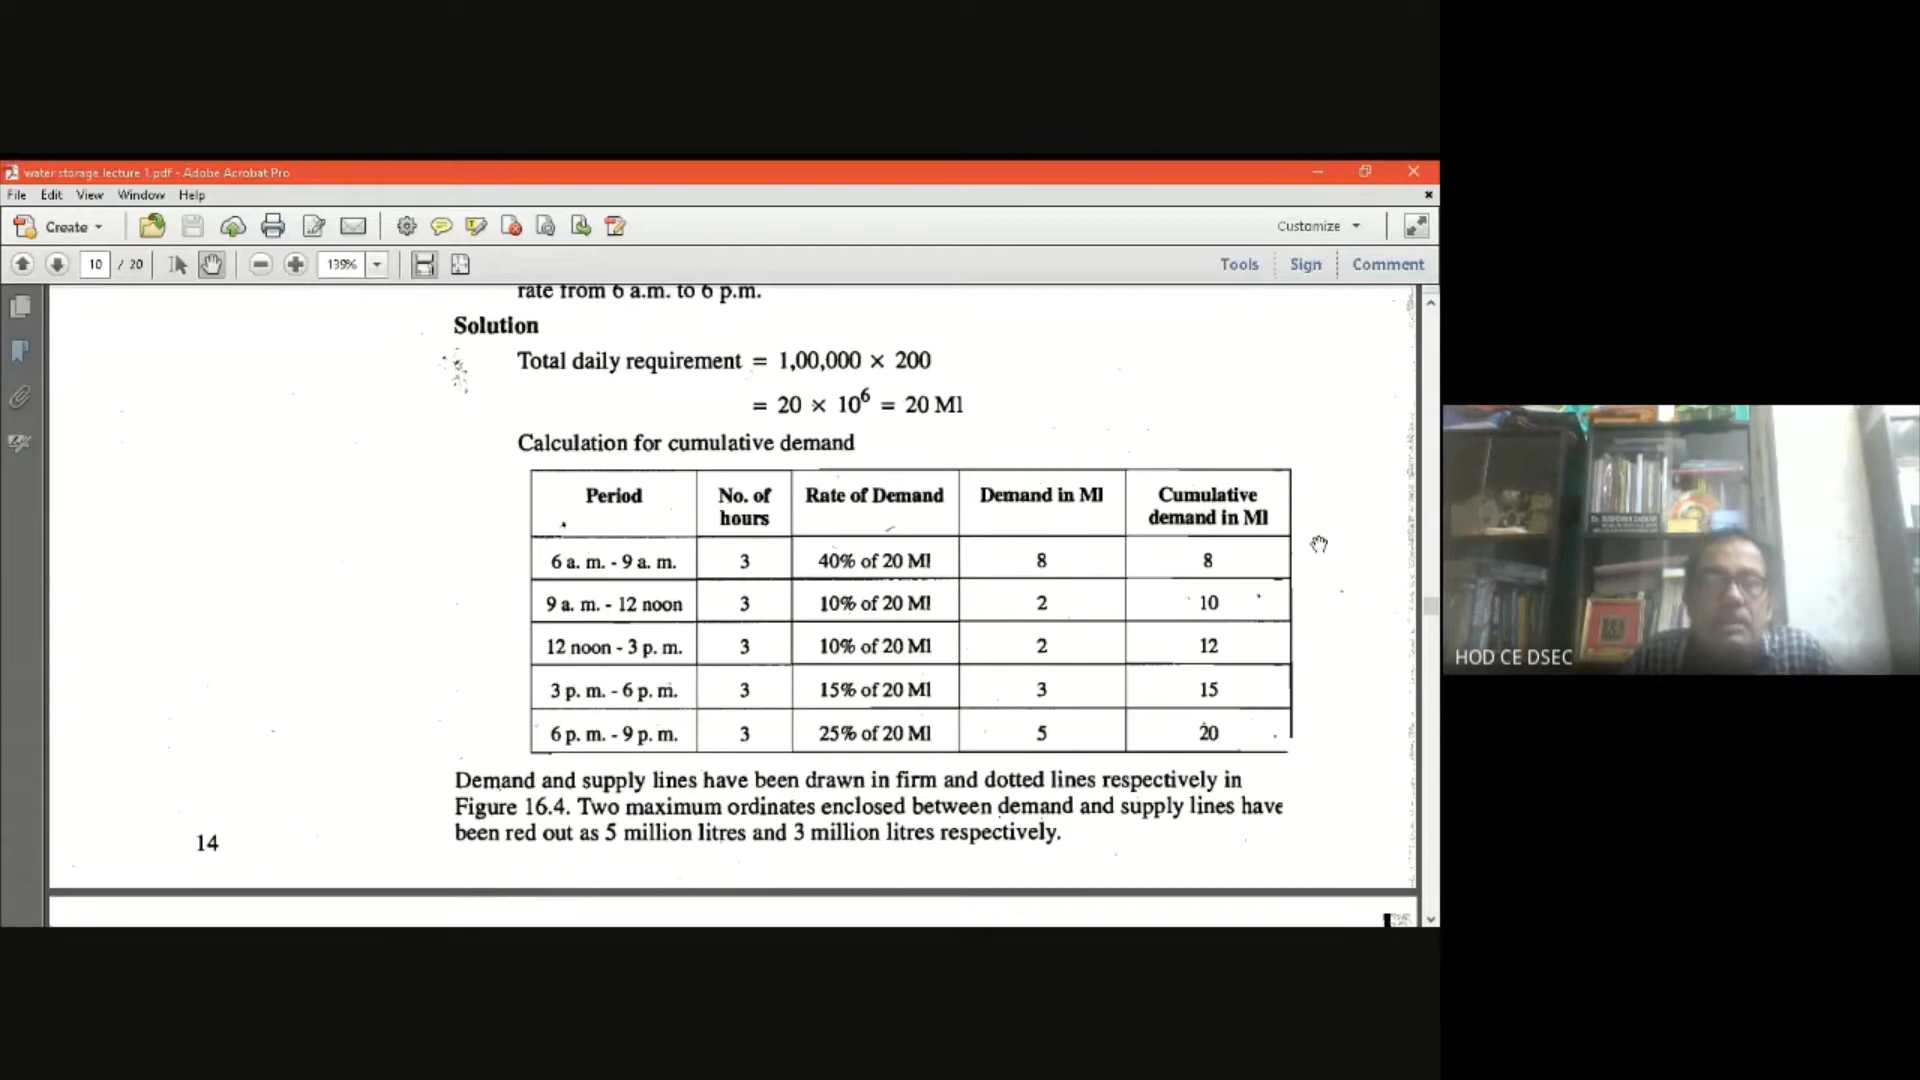 water storage lecture 1.pdf - Adobe Acrobat Pro
File Edit View Window Help
Create
Customize
10 / 20
139%
Tools Sign Comment
rate from 6 a.m. to 6 p.m.
Solution
Total daily requirement = 1,00,000 × 200
= 20 × 10⁶ = 20 Ml
Calculation for cumulative demand
Period No. of hours Rate of Demand Demand in Ml Cumulative demand in Ml
6 a. m. - 9 a. m. 3 40% of 20 Ml 8 8
9 a. m. - 12 noon 3 10% of 20 Ml 2 10
12 noon - 3 p. m. 3 10% of 20 Ml 2 12
3 p. m. - 6 p. m. 3 15% of 20 Ml 3 15
6 p. m. - 9 p. m. 3 25% of 20 Ml 5 20
Demand and supply lines have been drawn in firm and dotted lines respectively in
Figure 16.4. Two maximum ordinates enclosed between demand and supply lines have
been red out as 5 million litres and 3 million litres respectively.
14
HOD CE DSEC